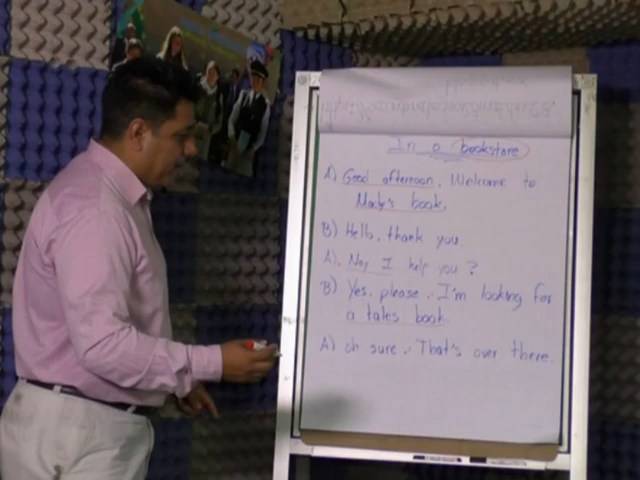 In a bookstore
A) Good afternoon. Welcome to
Mady's book.
B) Hello, thank you.
A). May I help you?
B) Yes, please. I'm looking for
a tales book.
A) oh sure. That's over there.